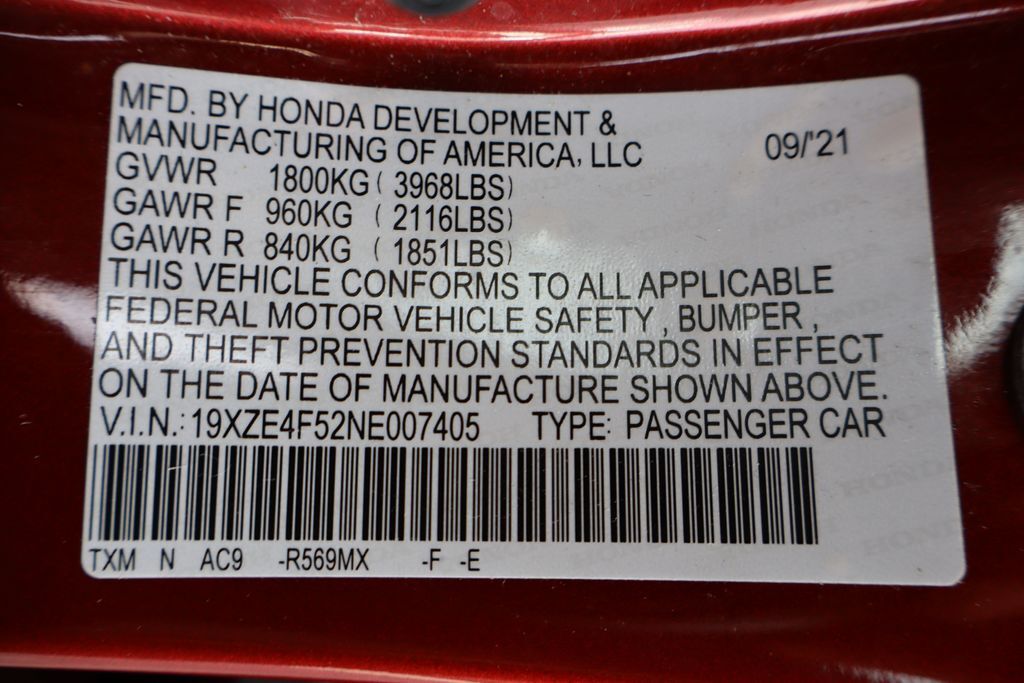 MFD. BY HONDA DEVELOPMENT &
MANUFACTURING OF AMERICA, LLC 09/'21
GVWR 1800KG ( 3968LBS)
GAWR F 960KG ( 2116LBS)
GAWR R 840KG ( 1851LBS)
THIS VEHICLE CONFORMS TO ALL APPLICABLE
FEDERAL MOTOR VEHICLE SAFETY , BUMPER ,
AND THEFT PREVENTION STANDARDS IN EFFECT
ON THE DATE OF MANUFACTURE SHOWN ABOVE.
V.I.N.: 19XZE4F52NE007405 TYPE: PASSENGER CAR
TXM N AC9 -R569MX -F -E
HONDA